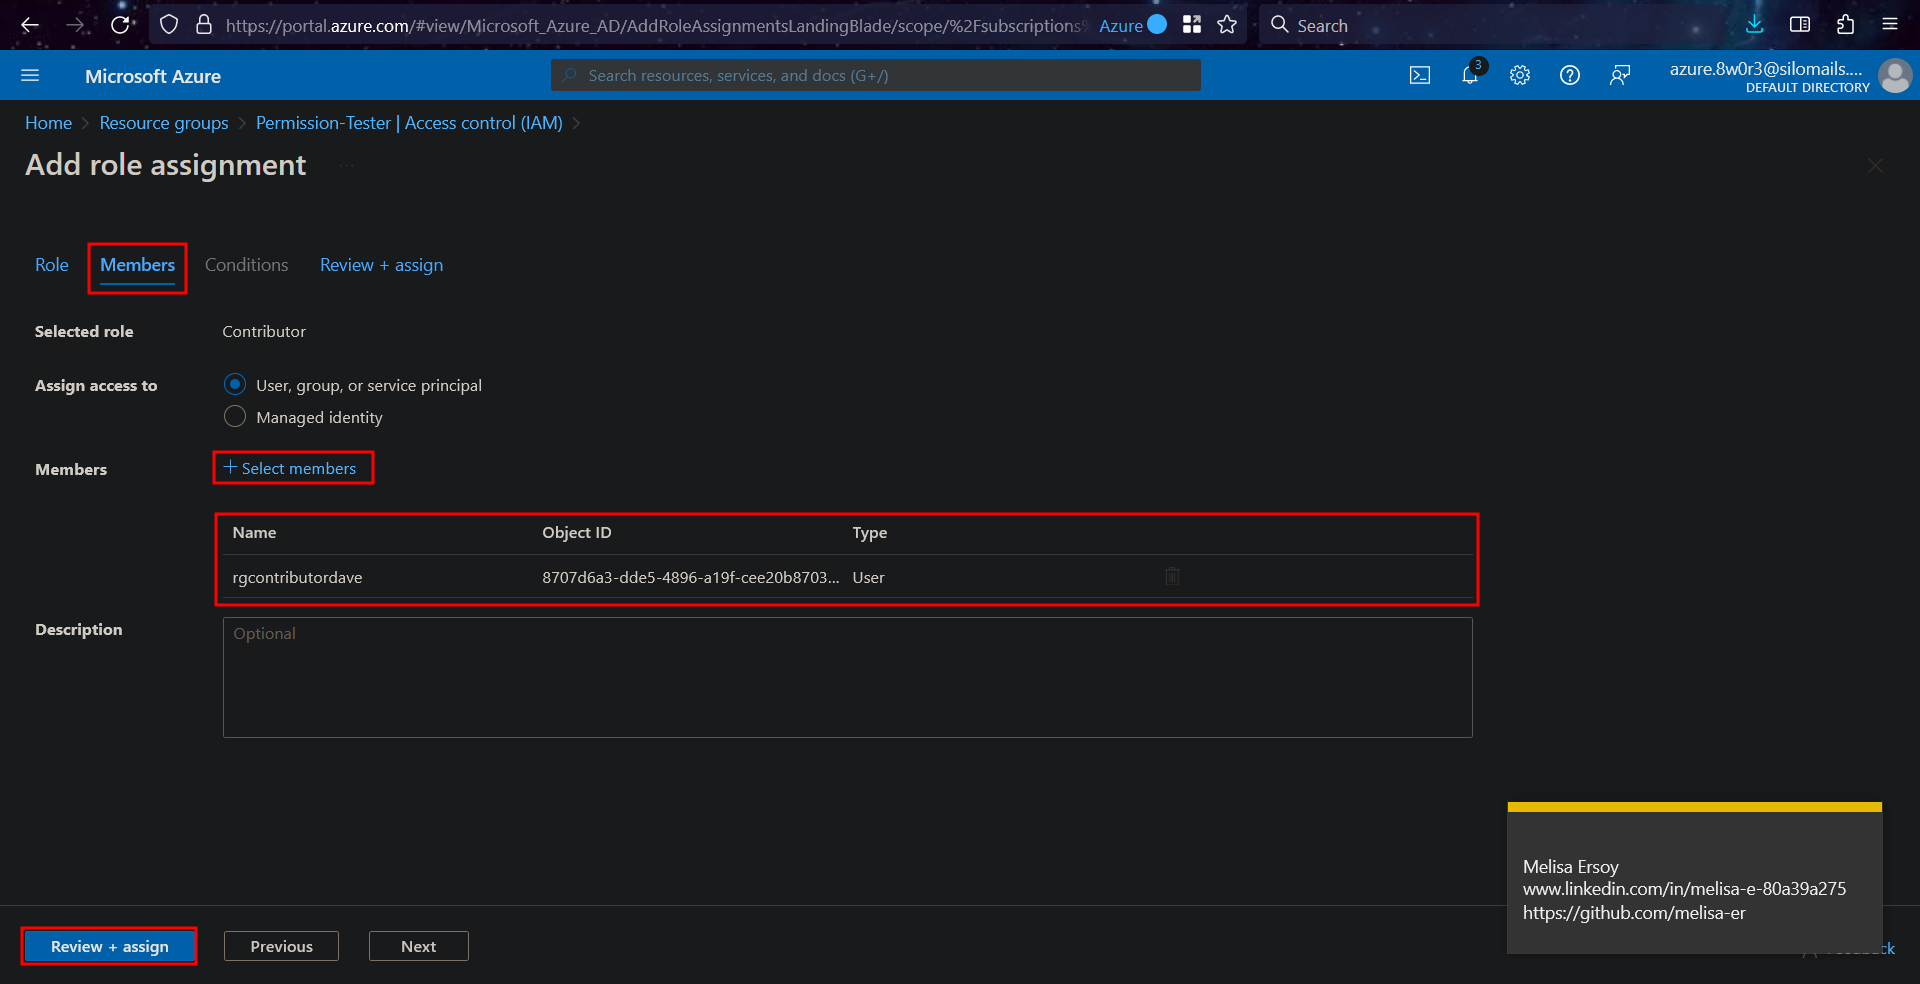 https://portal.azure.com/#view/Microsoft_Azure_AD/AddRoleAssignmentsLandingBlade/scope/%2Fsubscriptions% Azure Search
Microsoft Azure Search resources, services, and docs (G+/) 3 azure.8w0r3@silomails....
DEFAULT DIRECTORY
Home > Resource groups > Permission-Tester | Access control (IAM) >
Add role assignment ...
Role Members Conditions Review + assign
Selected role Contributor
Assign access to User, group, or service principal
Managed identity
Members + Select members
Name Object ID Type
rgcontributordave 8707d6a3-dde5-4896-a19f-cee20b8703... User
Description Optional
Melisa Ersoy
www.linkedin.com/in/melisa-e-80a39a275
https://github.com/melisa-er
Review + assign Previous Next